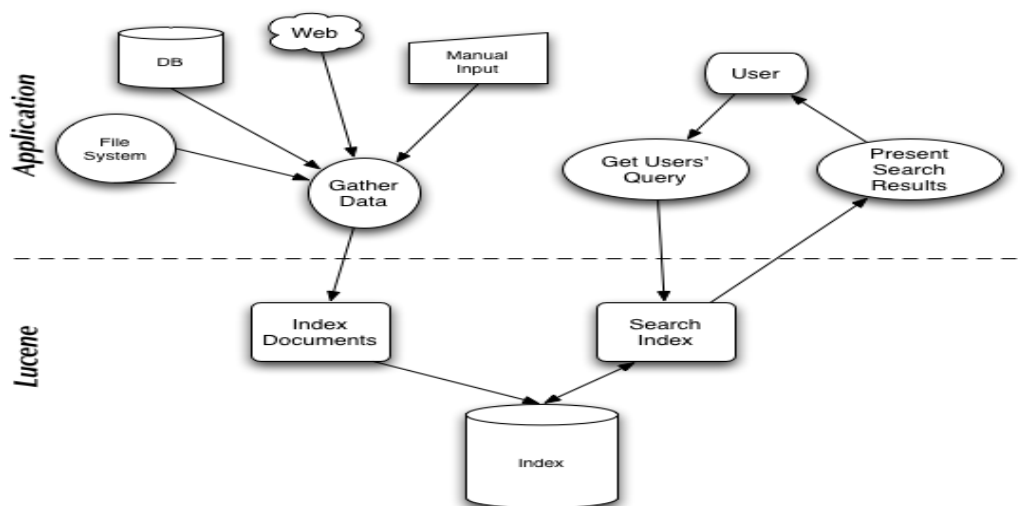 Application
DB
Web
Manual
Input
File
System
Gather
Data
User
Get Users'
Query
Present
Search
Results
Lucene
Index
Documents
Search
Index
Index